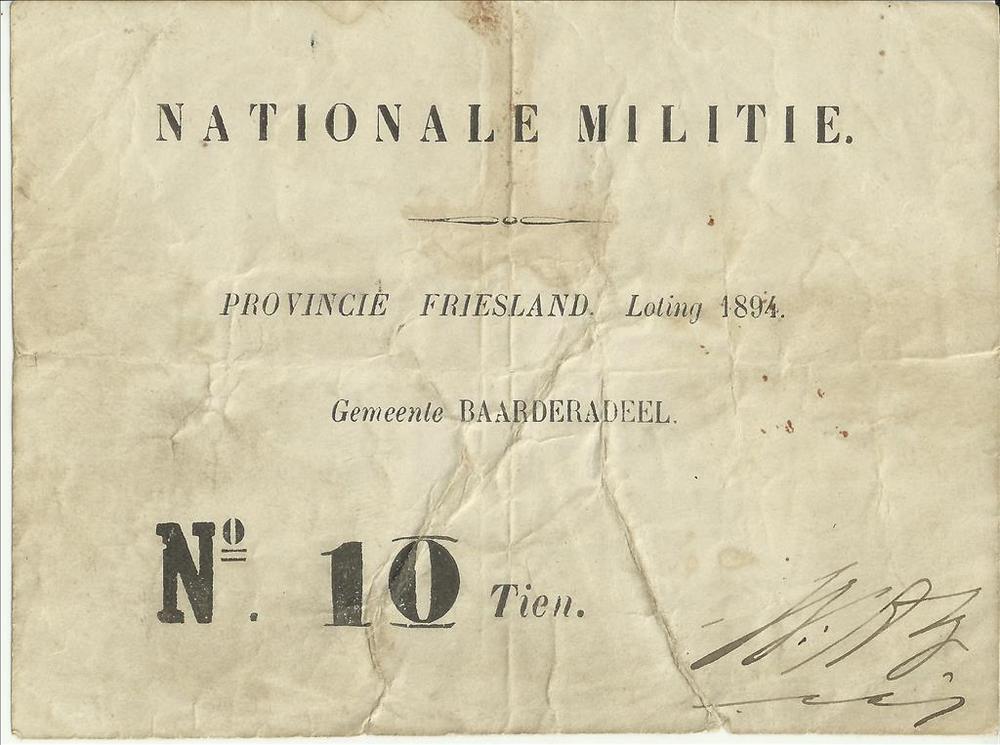 NATIONALE MILITIE.
PROVINCIE FRIESLAND. Loting 1894.
Gemeente BAARDERADEEL.
Nº. 10 Tien.